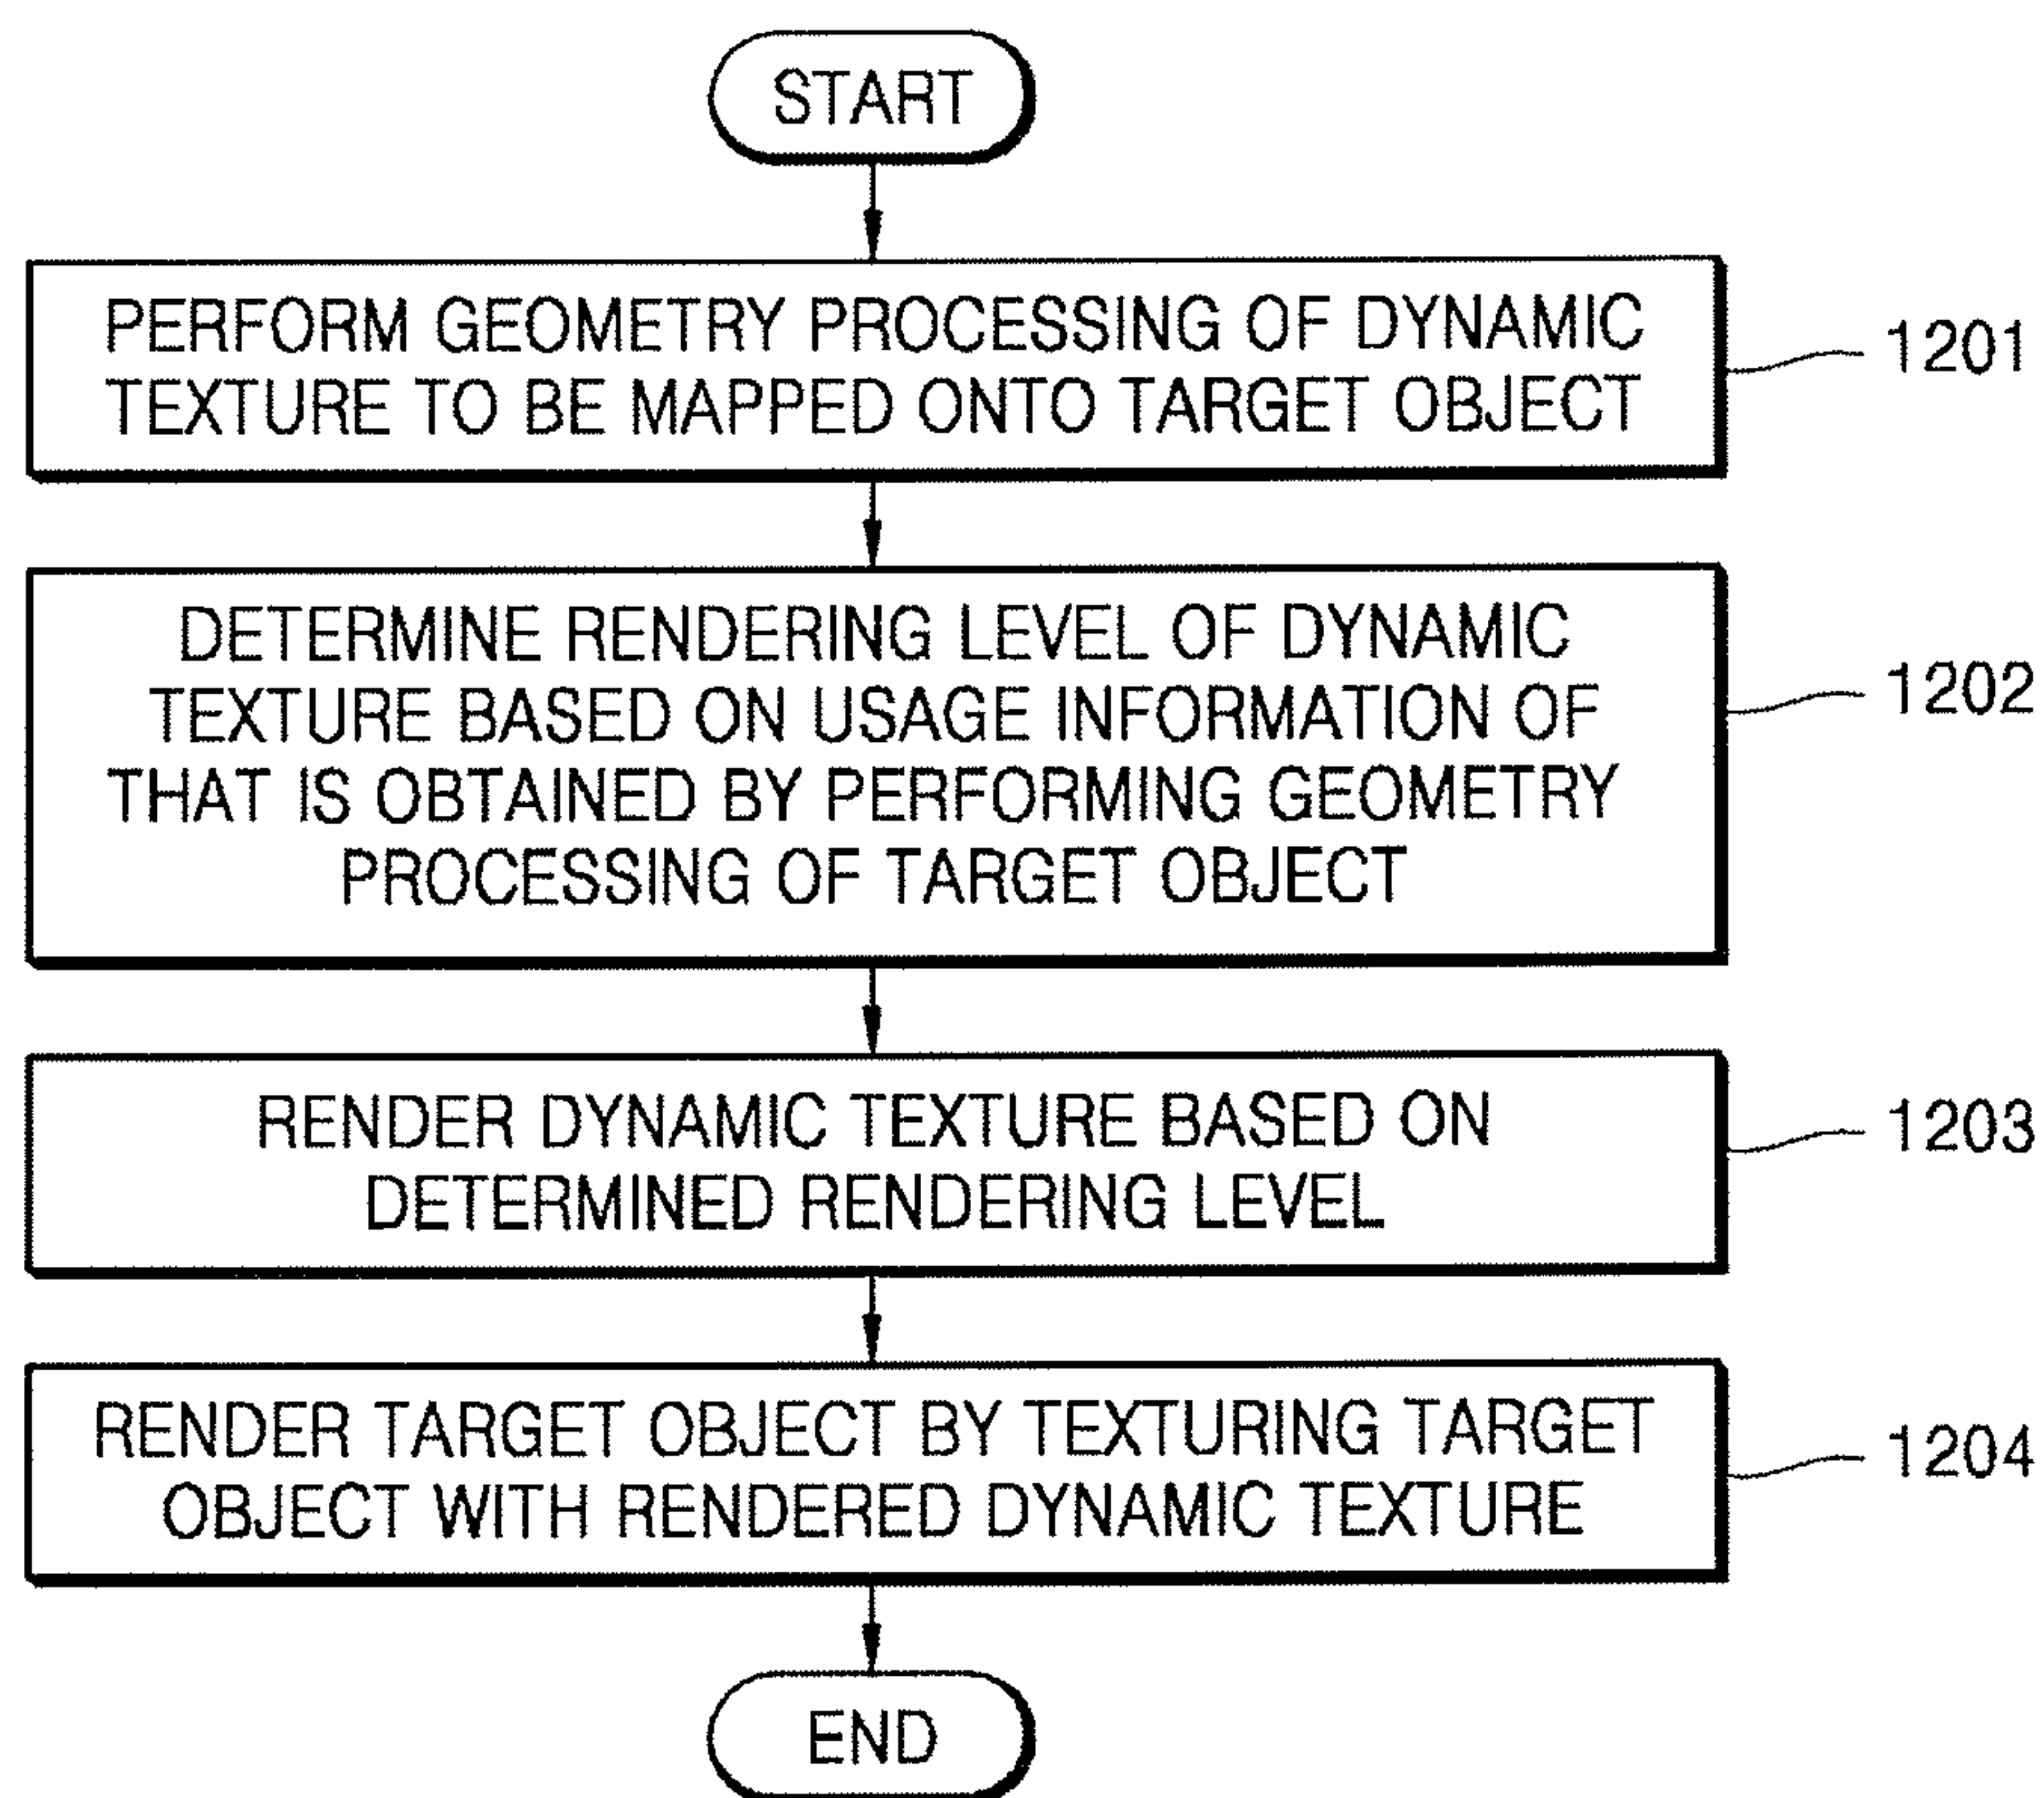 START
PERFORM GEOMETRY PROCESSING OF DYNAMIC
TEXTURE TO BE MAPPED ONTO TARGET OBJECT
1201
DETERMINE RENDERING LEVEL OF DYNAMIC
TEXTURE BASED ON USAGE INFORMATION OF
THAT IS OBTAINED BY PERFORMING GEOMETRY
PROCESSING OF TARGET OBJECT
1202
RENDER DYNAMIC TEXTURE BASED ON
DETERMINED RENDERING LEVEL
1203
RENDER TARGET OBJECT BY TEXTURING TARGET
OBJECT WITH RENDERED DYNAMIC TEXTURE
1204
END